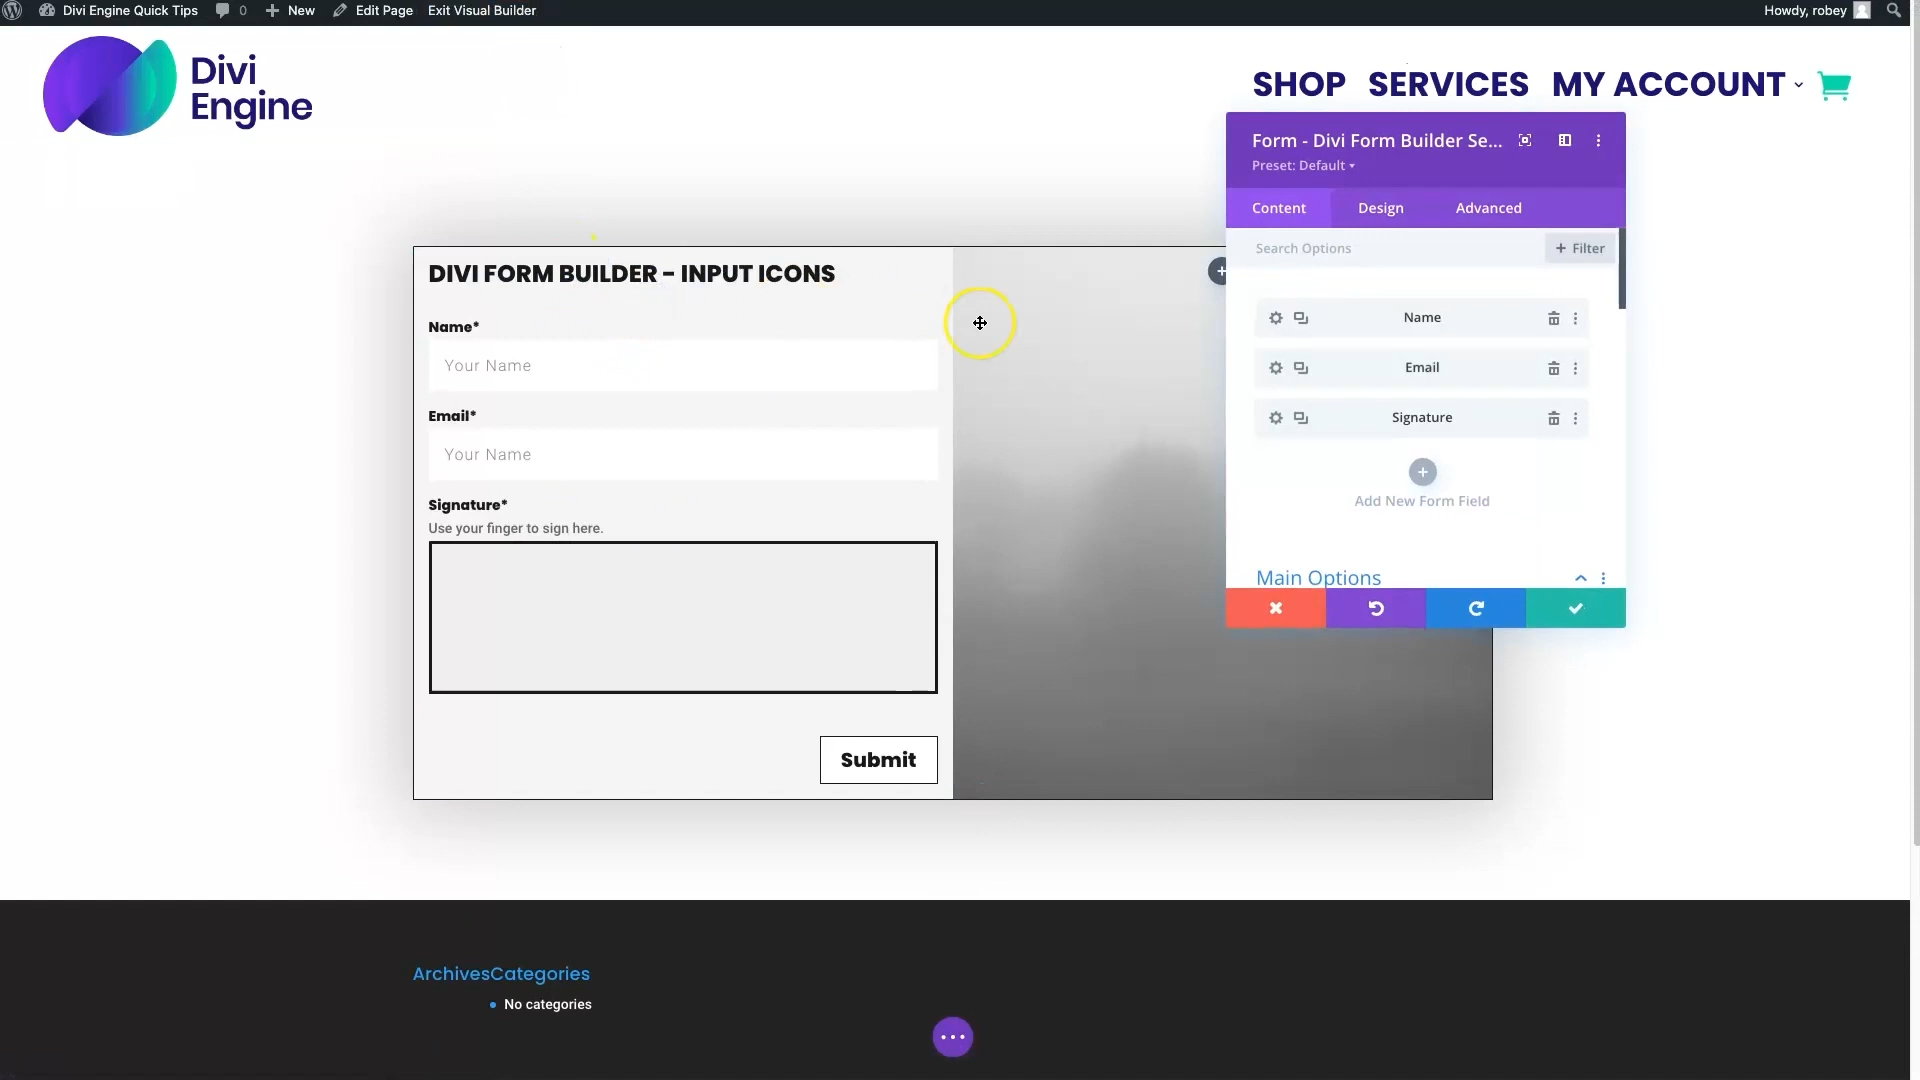 Divi Engine Quick Tips 0 New Edit Page Exit Visual Builder Howdy, robey
Divi
Engine
SHOP SERVICES MY ACCOUNT
Form - Divi Form Builder Se...
Preset: Default
Content Design Advanced
Search Options + Filter
Name
Email
Signature
Add New Form Field
Main Options
DIVI FORM BUILDER - INPUT ICONS
Name*
Your Name
Email*
Your Name
Signature*
Use your finger to sign here.
Submit
ArchivesCategories
No categories